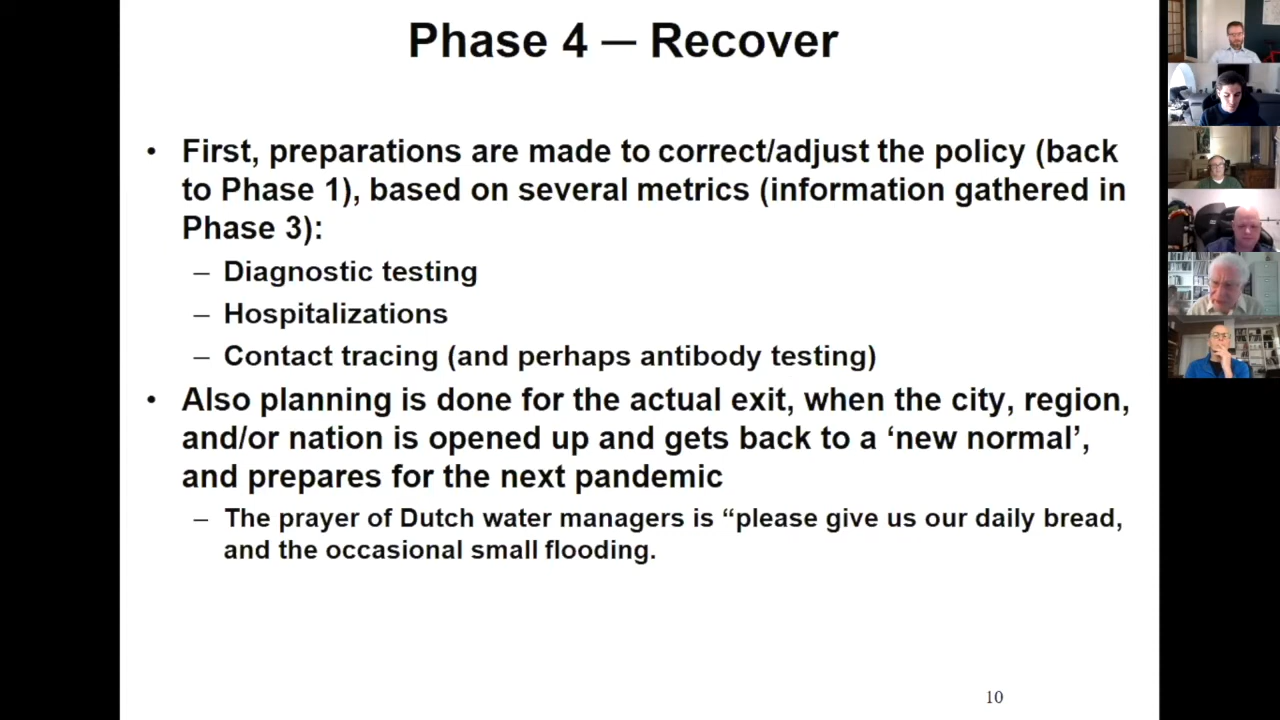 Phase 4 — Recover
• First, preparations are made to correct/adjust the policy (back
to Phase 1), based on several metrics (information gathered in
Phase 3):
– Diagnostic testing
– Hospitalizations
– Contact tracing (and perhaps antibody testing)
• Also planning is done for the actual exit, when the city, region,
and/or nation is opened up and gets back to a ‘new normal’,
and prepares for the next pandemic
– The prayer of Dutch water managers is “please give us our daily bread,
and the occasional small flooding.
10